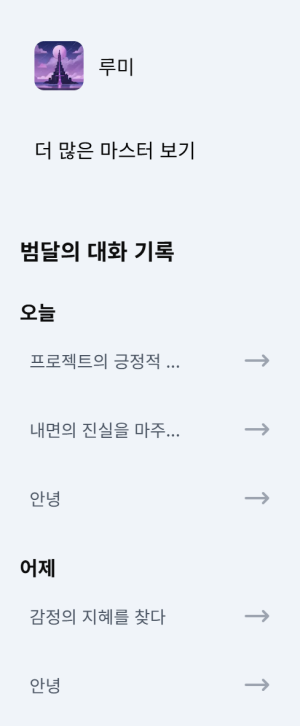 루미
더 많은 마스터 보기
범달의 대화 기록
오늘
프로젝트의 긍정적 ...
내면의 진실을 마주...
안녕
어제
감정의 지혜를 찾다
안녕